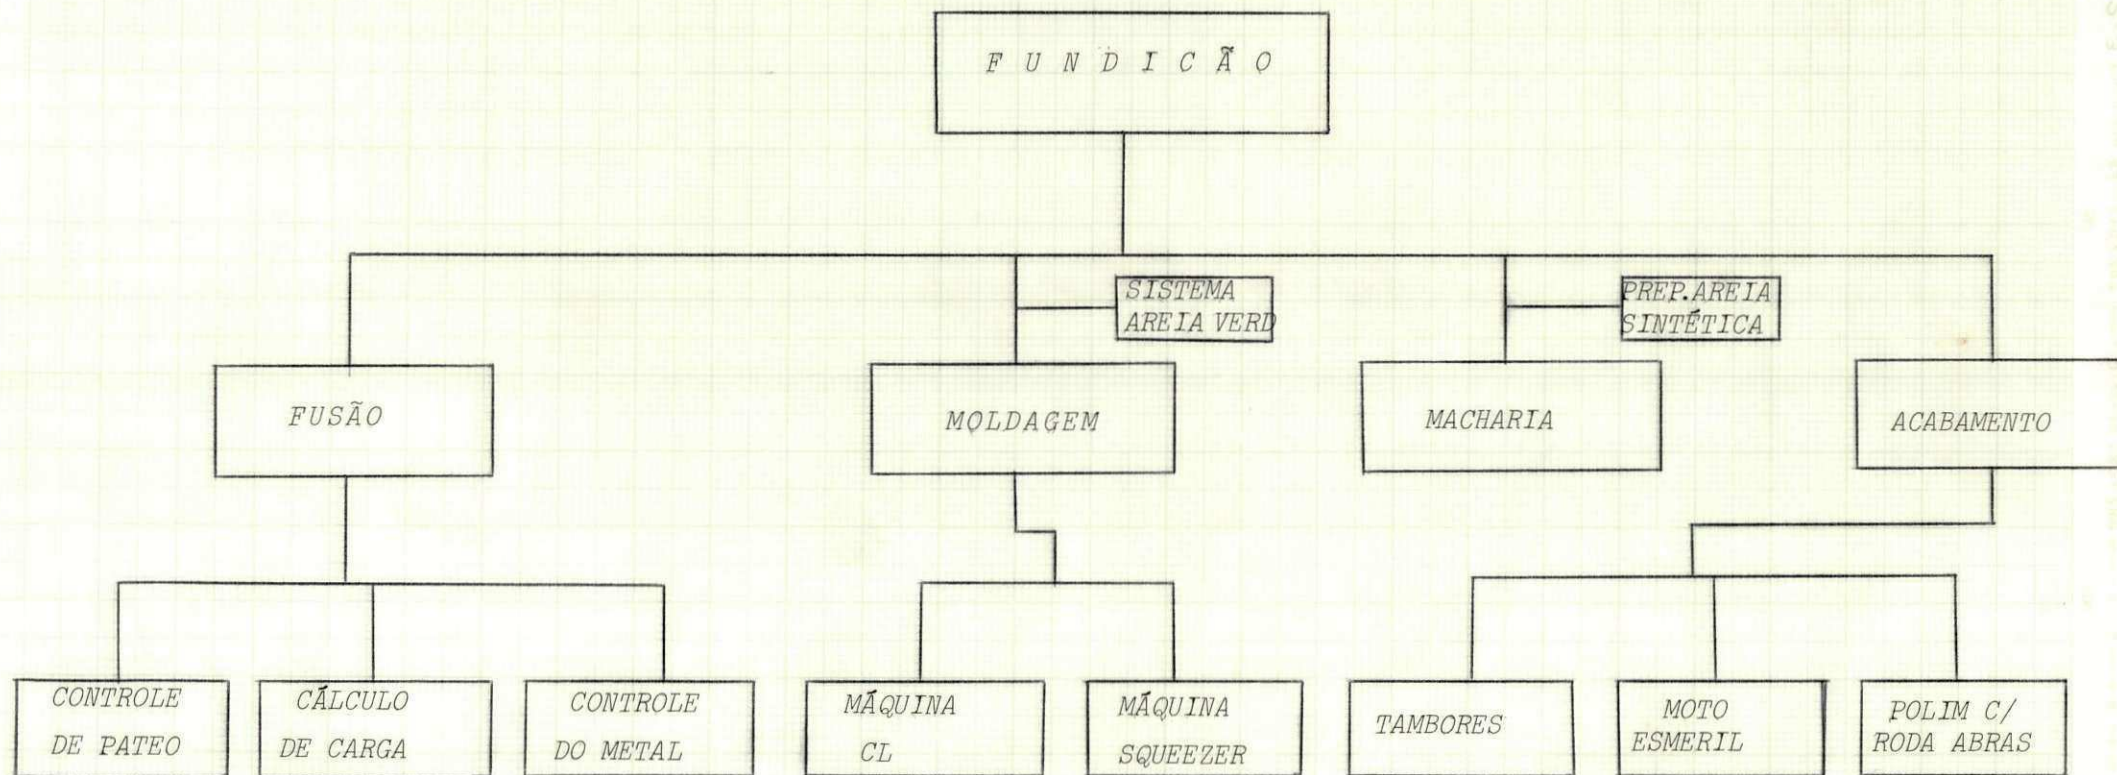 F U N D I C Ã O
SISTEMA
AREIA VERD
PREP.AREIA
SINTÉTICA
FUSÃO
MOLDAGEM
MACHARIA
ACABAMENTO
CONTROLE
DE PATEO
CÁLCULO
DE CARGA
CONTROLE
DO METAL
MÁQUINA
CL
MÁQUINA
SQUEEZER
TAMBORES
MOTO
ESMERIL
POLIM C/
RODA ABRAS